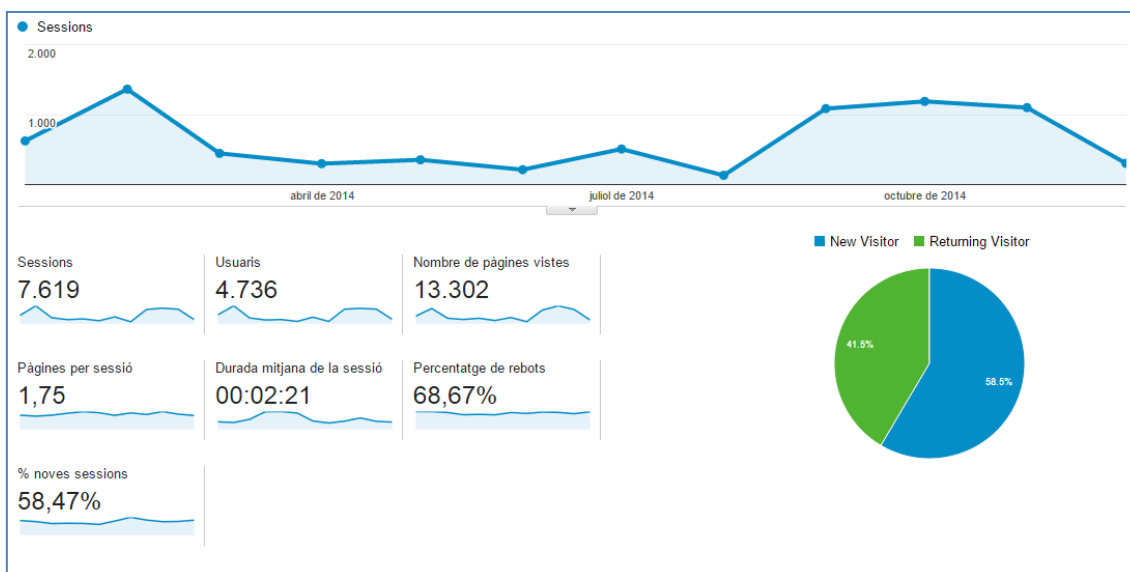 Sessions
2.000
1.000
abril de 2014
juliol de 2014
octubre de 2014
New Visitor
Returning Visitor
Sessions
7.619
Usuaris
4.736
Nombre de pàgines vistes
13.302
Pàgines per sessió
1,75
Durada mitjana de la sessió
00:02:21
Percentatge de rebots
68,67%
% noves sessions
58,47%
41.5%
58.5%